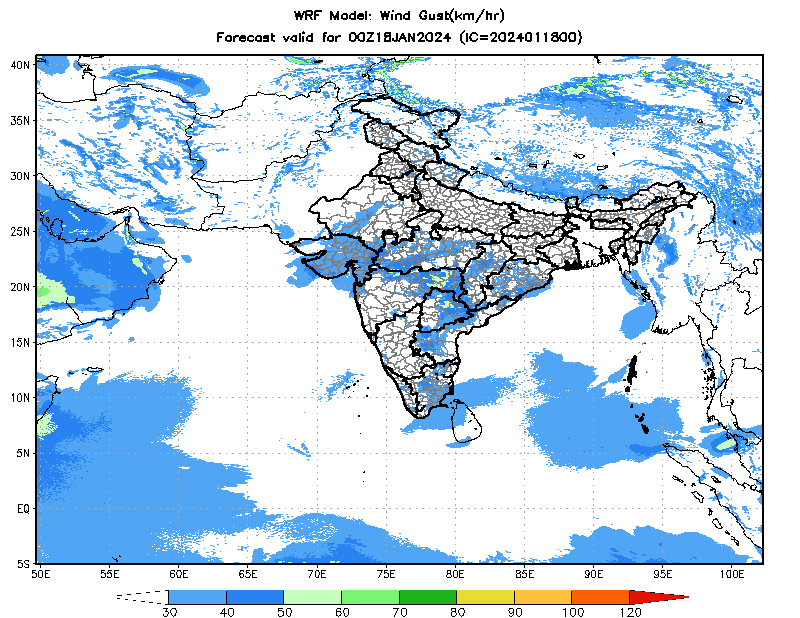 WRF Model: Wind Gust(km/hr)
Forecast valid for 00Z18JAN2024 (IC=2024011800)
40N
35N
30N
25N
20N
15N
10N
5N
EQ
5S
50E 55E 60E 65E 70E 75E 80E 85E 90E 95E 100E
30 40 50 60 70 80 90 100 120